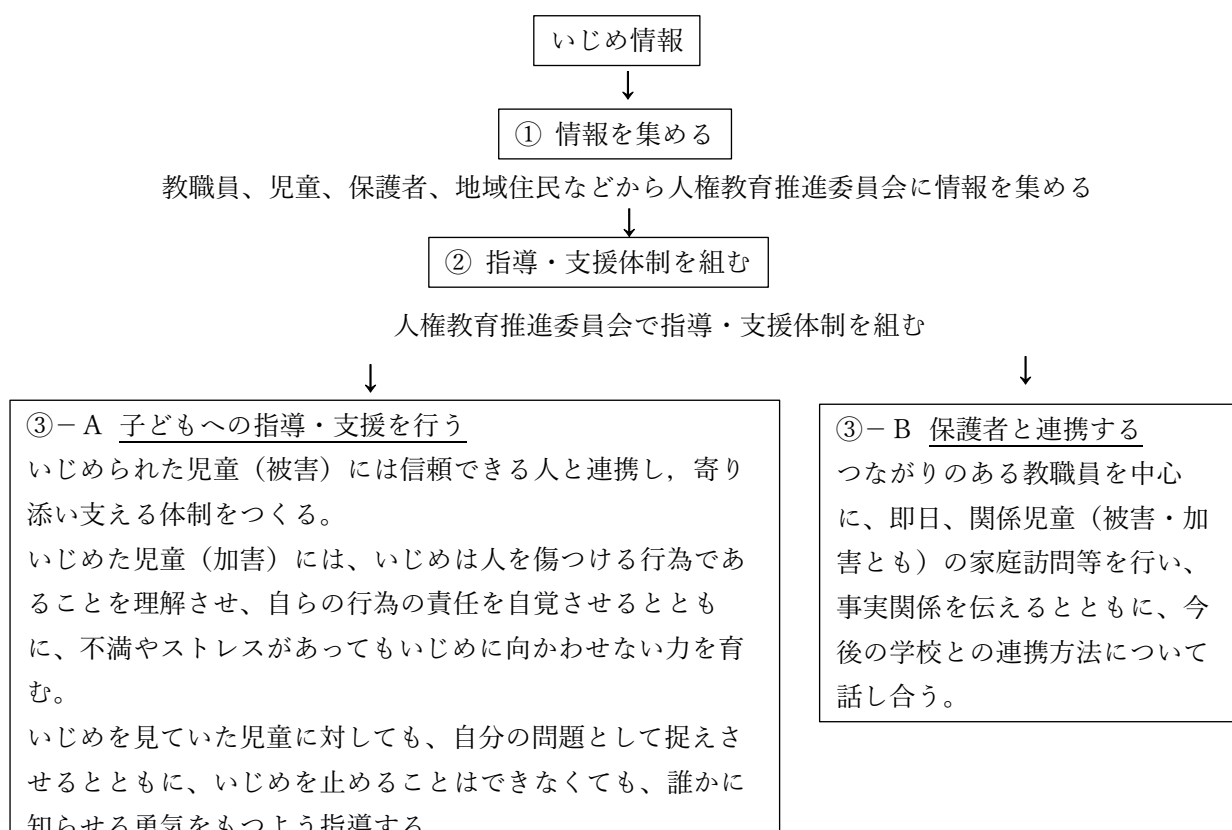 いじめ情報
↓
① 情報を集める
教職員、児童、保護者、地域住民などから人権教育推進委員会に情報を集める
↓
② 指導・支援体制を組む
人権教育推進委員会で指導・支援体制を組む
↓
↓
③－A 子どもへの指導・支援を行う
いじめられた児童（被害）には信頼できる人と連携し，寄
添い支える体制をつくる。
いじめた児童（加害）には、いじめは人を傷つける行為であ
ることを理解させ、自らの行為の責任を自覚させるととも
に、不満やストレスがあってもいじめに向かわせない力を育
む。
いじめを見ていた児童に対しても、自分の問題として捉えさ
せるとともに、いじめを止めることはできなくても、誰かに
知らせる勇気をもつよう指導する
③－B 保護者と連携する
つながりのある教職員を中心
に、即日、関係児童（被害・加
害とも）の家庭訪問等を行い、
事実関係を伝えるとともに、今
後の学校との連携方法について
話し合う。